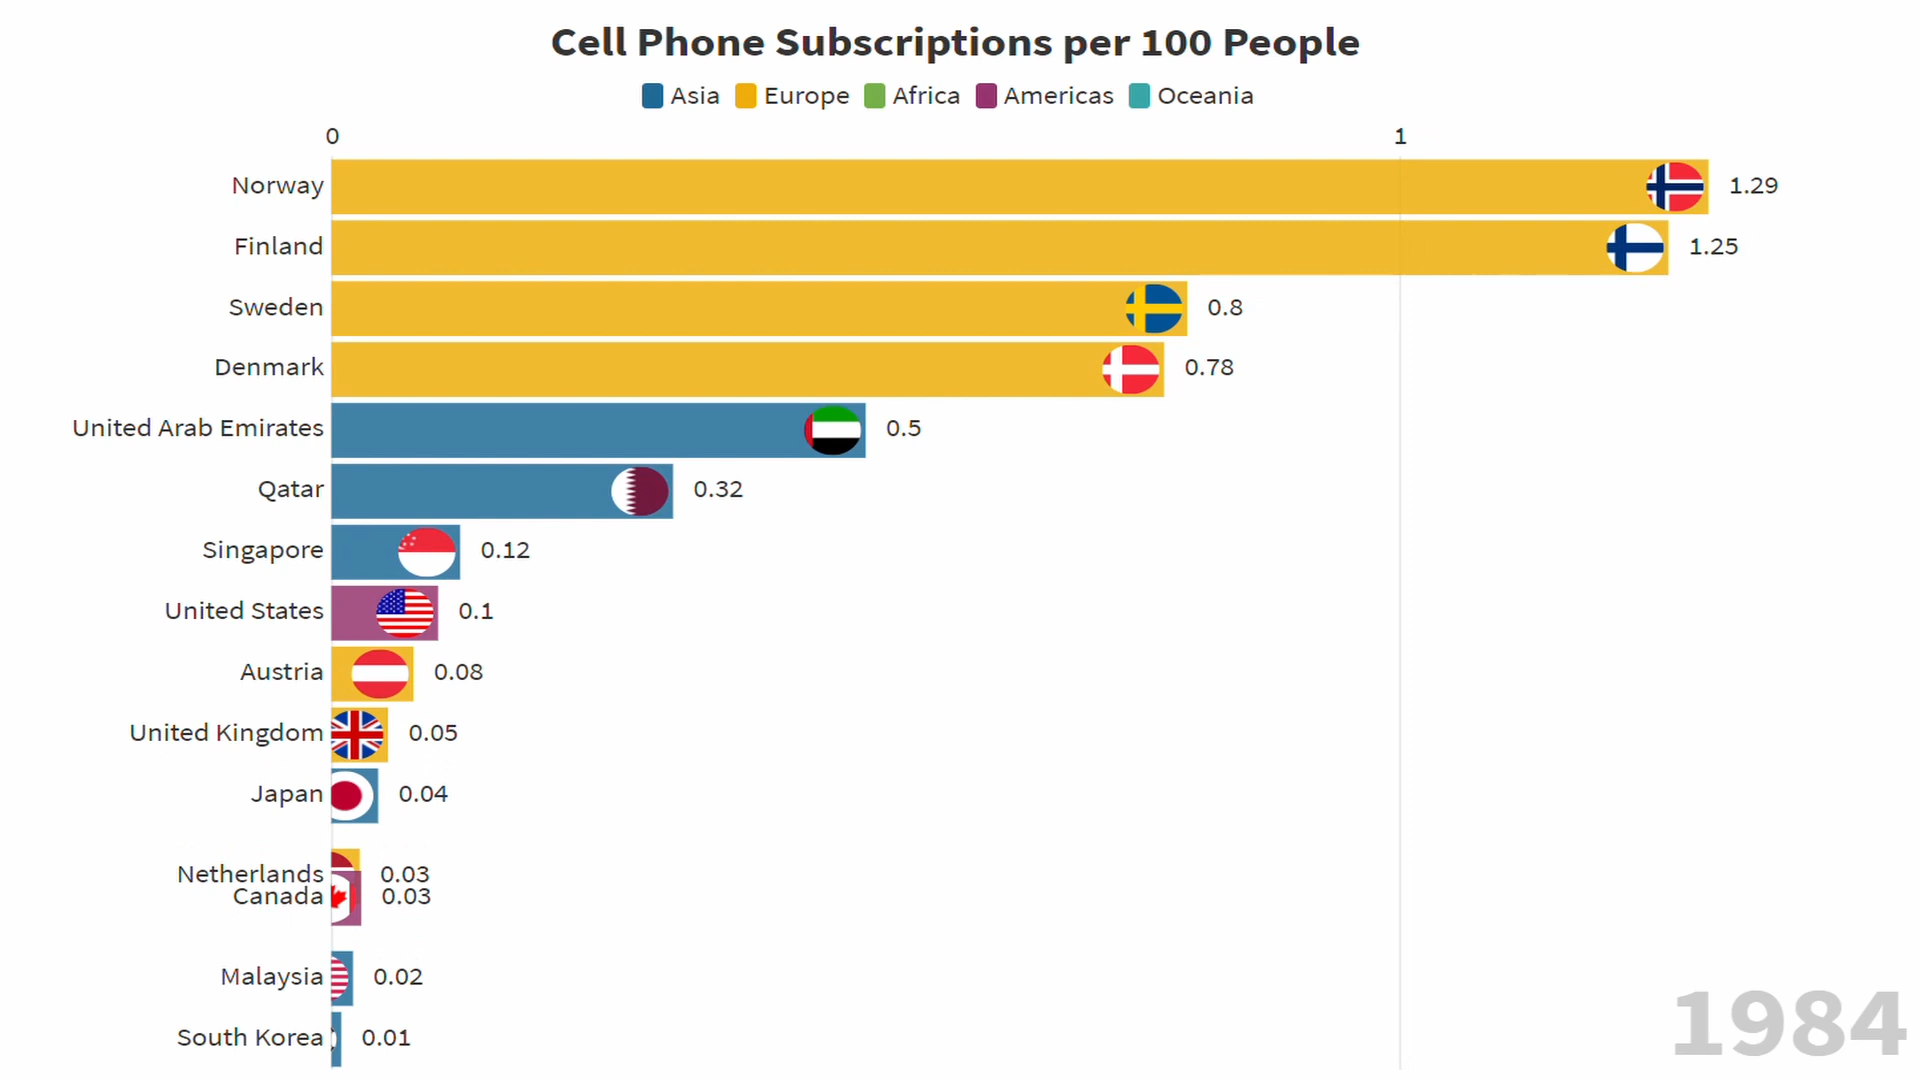 Cell Phone Subscriptions per 100 People
Asia Europe Africa Americas Oceania
0 1
Norway 1.29
Finland 1.25
Sweden 0.8
Denmark 0.78
United Arab Emirates 0.5
Qatar 0.32
Singapore 0.12
United States 0.1
Austria 0.08
United Kingdom 0.05
Japan 0.04
Netherlands 0.03
Canada 0.03
Malaysia 0.02
South Korea 0.01
1984